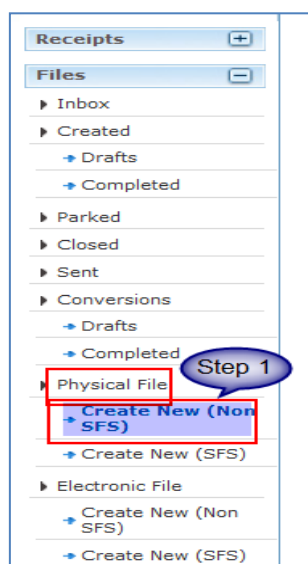 Receipts
Files
Inbox
Created
Drafts
Completed
Parked
Closed
Sent
Conversions
Drafts
Completed
Step 1
Physical File
Create New (Non
SFS)
Create New (SFS)
Electronic File
Create New (Non
SFS)
Create New (SFS)